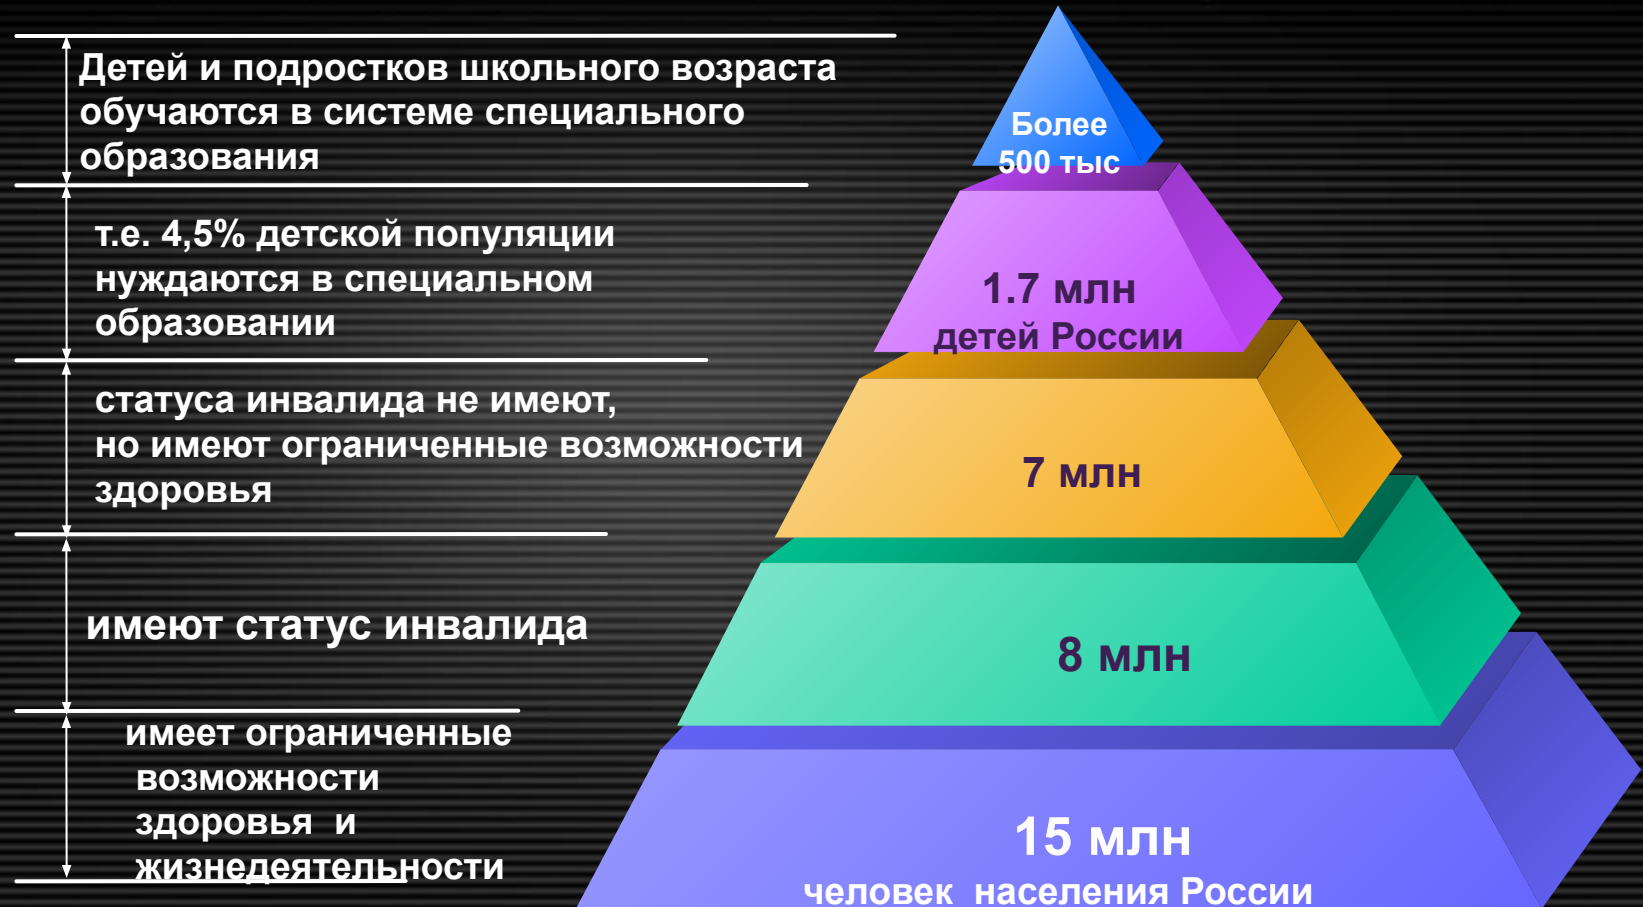 Детей и подростков школьного возраста
обучаются в системе специального
образования
Более
500 тыс
т.е. 4,5% детской популяции
нуждаются в специальном
образовании
1.7 млн
детей России
статуса инвалида не имеют,
но имеют ограниченные возможности
здоровья
7 млн
имеют статус инвалида
8 млн
имеет ограниченные
возможности
здоровья и
жизнедеятельности
15 млн
человек населения России